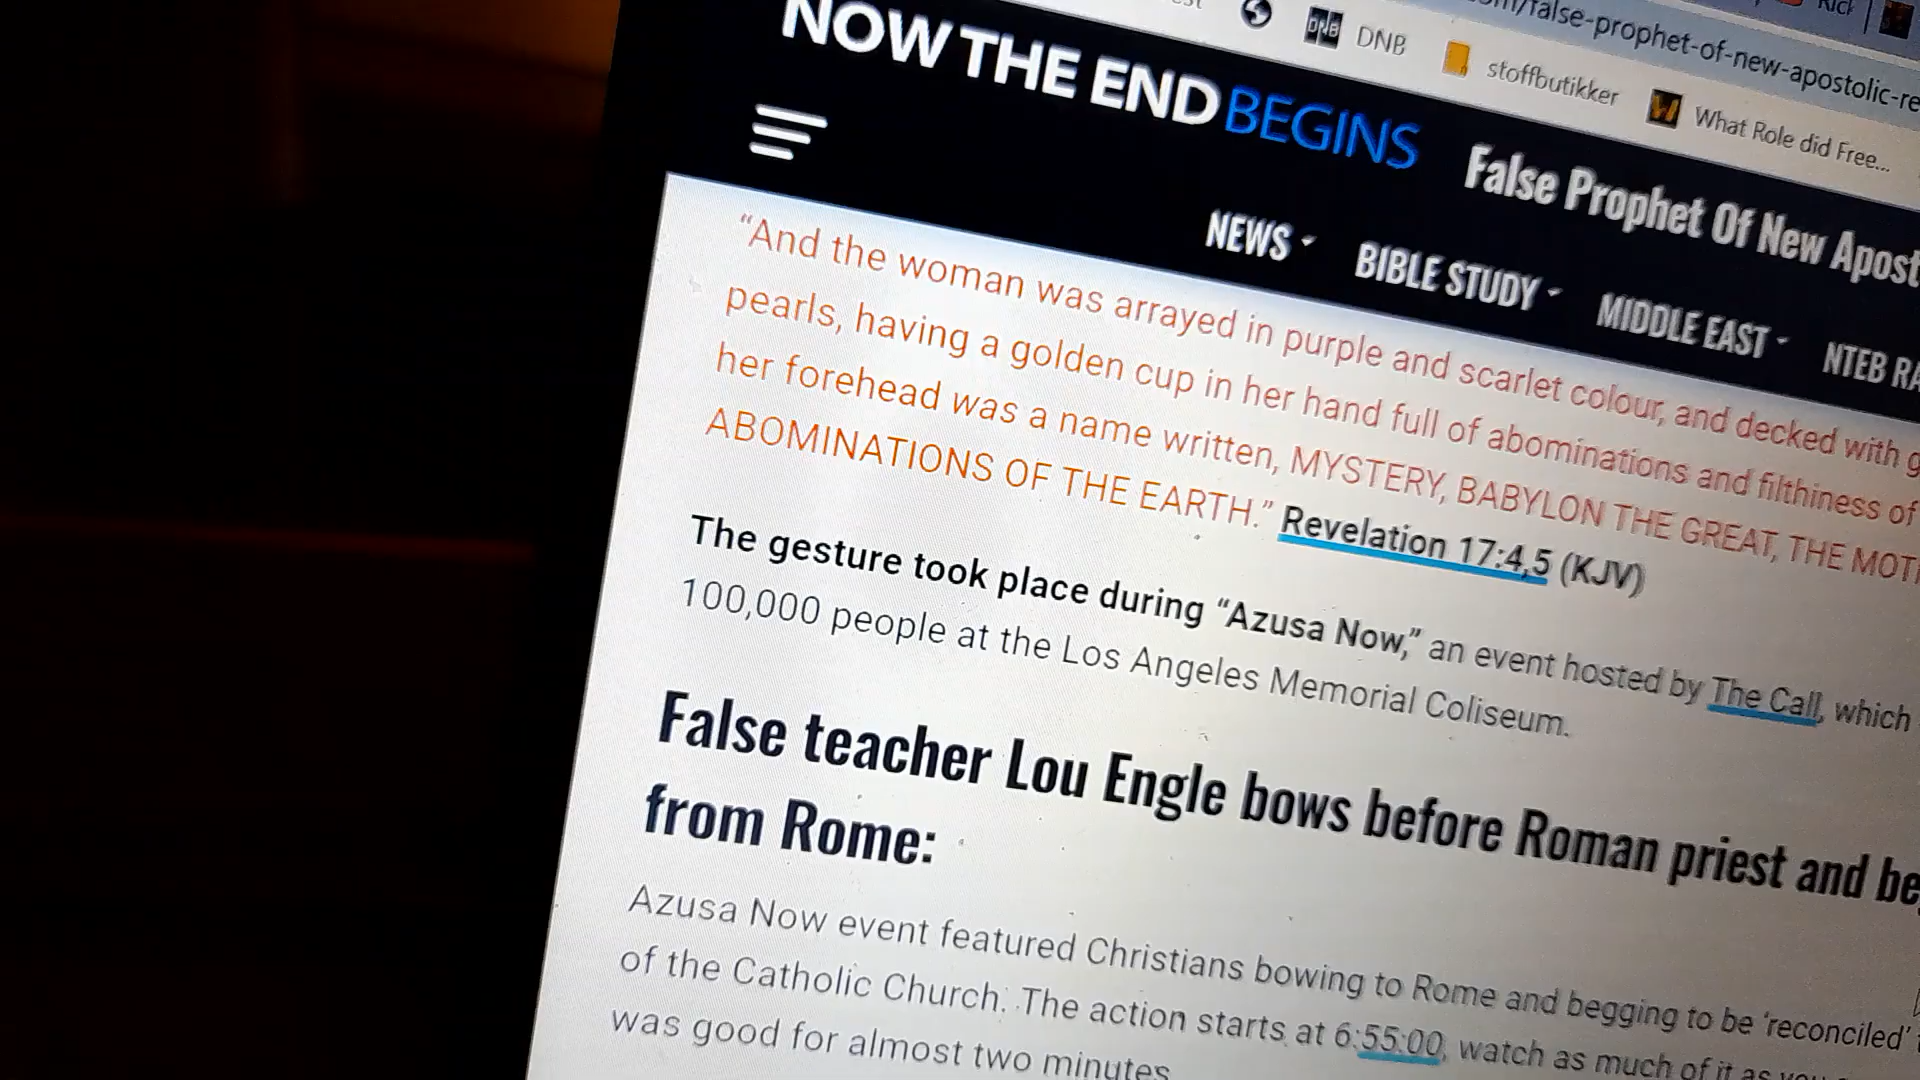 /false-prophet-of-new-apostolic-re
DNB
stoffbutikker
What Role did Free...
NOW THE END BEGINS
False Prophet Of New Apost
NEWS
BIBLE STUDY
MIDDLE EAST
NTEB RA
“And the woman was arrayed in purple and scarlet colour, and decked with g
pearls, having a golden cup in her hand full of abominations and filthiness of
her forehead was a name written, MYSTERY, BABYLON THE GREAT, THE MOT
ABOMINATIONS OF THE EARTH.” Revelation 17:4,5 (KJV)
The gesture took place during “Azusa Now,” an event hosted by The Call, which
100,000 people at the Los Angeles Memorial Coliseum.
False teacher Lou Engle bows before Roman priest and be
from Rome:
Azusa Now event featured Christians bowing to Rome and begging to be ‘reconciled’
of the Catholic Church. The action starts at 6:55:00, watch as much of it as
was good for almost two minutes.